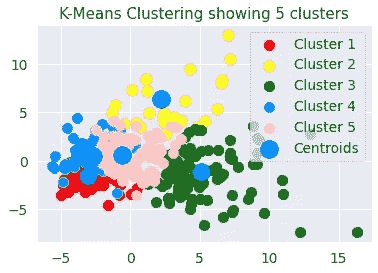 K-Means Clustering showing 5 clusters
Cluster 1
Cluster 2
Cluster 3
Cluster 4
Cluster 5
Centroids
10
5
0
−5
−5
0
5
10
15